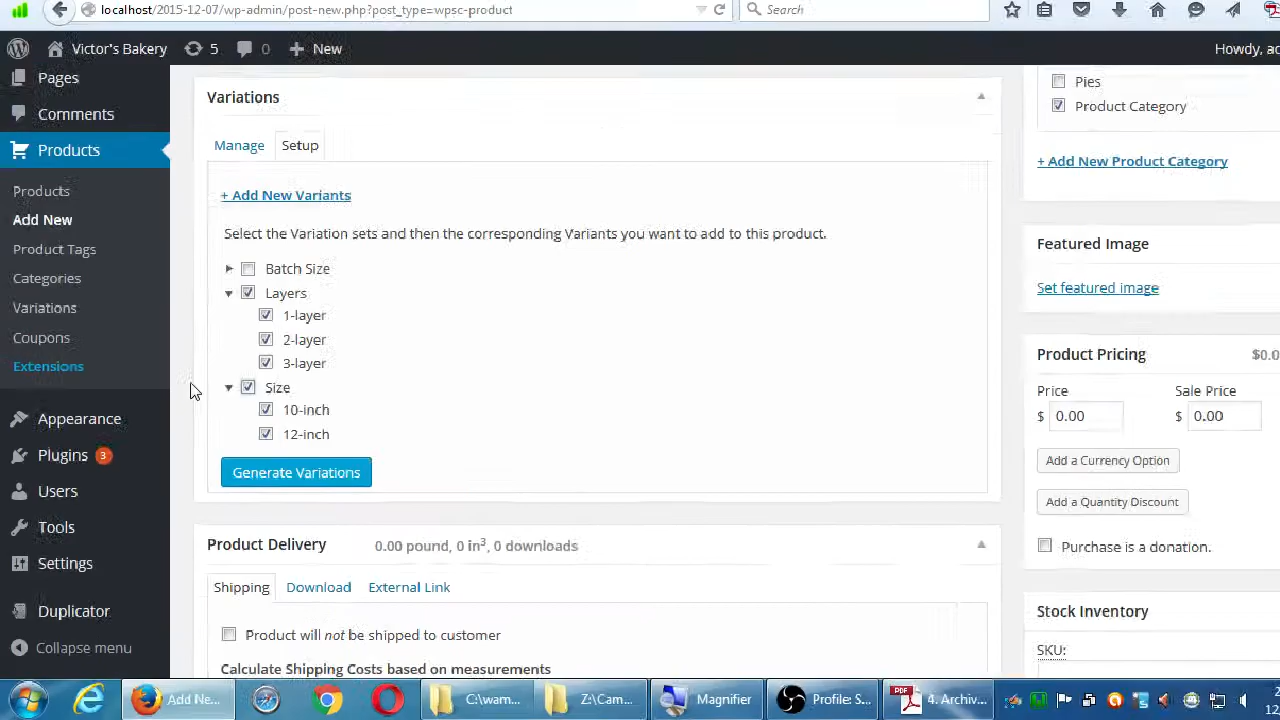 localhost/2015-12-07/wp-admin/post-new.php?post_type=wpsc-product
Search
Victor's Bakery
5
0
New
Howdy, ad
Pages
Comments
Products
Products
Add New
Product Tags
Categories
Variations
Coupons
Extensions
Appearance
Plugins 3
Users
Tools
Settings
Duplicator
Collapse menu
Variations
Manage
Setup
+ Add New Variants
Select the Variation sets and then the corresponding Variants you want to add to this product.
Batch Size
Layers
1-layer
2-layer
3-layer
Size
10-inch
12-inch
Generate Variations
Product Delivery
0.00 pound, 0 in³, 0 downloads
Shipping
Download
External Link
Product will not be shipped to customer
Calculate Shipping Costs based on measurements
Pies
Product Category
+ Add New Product Category
Featured Image
Set featured image
Product Pricing
$0.0
Price
Sale Price
$ 0.00
$ 0.00
Add a Currency Option
Add a Quantity Discount
Purchase is a donation.
Stock Inventory
SKU:
Add Ne...
C:\wam...
Z:\Cam...
Magnifier
Profile: S...
4. Archiv...